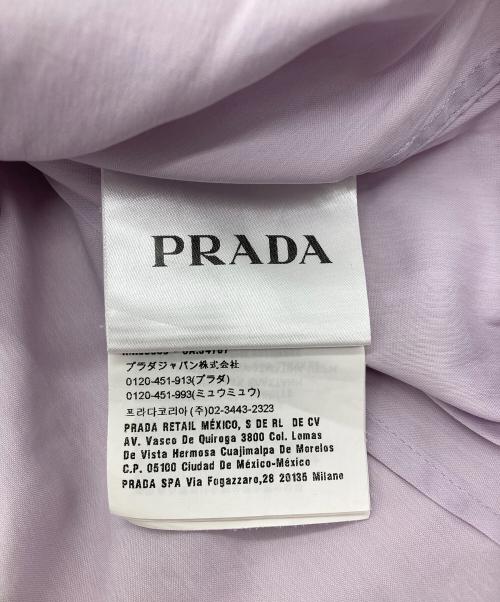 PRADA
プラダジャパン株式会社
0120-451-913(プラダ)
0120-451-993(ミュウミュウ)
프라다코리아 (주)02-3443-2323
PRADA RETAIL MÉXICO, S DE RL DE CV
AV. Vasco De Quiroga 3800 Col. Lomas
De Vista Hermosa Cuajimalpa De Morelos
C.P. 05100 Ciudad De México-México
PRADA SPA Via Fogazzaro,28 20135 Milane